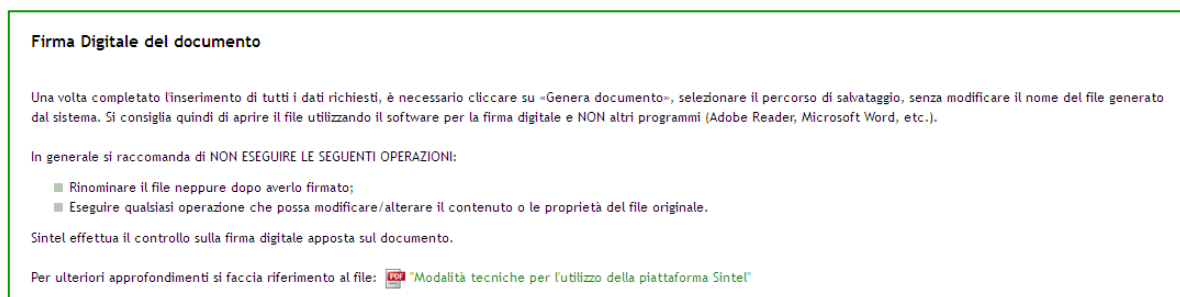 Firma Digitale del documento
Una volta completato l'inserimento di tutti i dati richiesti, è necessario cliccare su «Genera documento», selezionare il percorso di salvataggio, senza modificare il nome del file generato
dal sistema. Si consiglia quindi di aprire il file utilizzando il software per la firma digitale e NON altri programmi (Adobe Reader, Microsoft Word, etc.).
In generale si raccomanda di NON ESEGUIRE LE SEGUENTI OPERAZIONI:
Rinominare il file neppure dopo averlo firmato;
Eseguire qualsiasi operazione che possa modificare/alterare il contenuto o le proprietà del file originale.
Sintel effettua il controllo sulla firma digitale apposta sul documento.
Per ulteriori approfondimenti si faccia riferimento al file: PDF "Modalità tecniche per l'utilizzo della piattaforma Sintel"